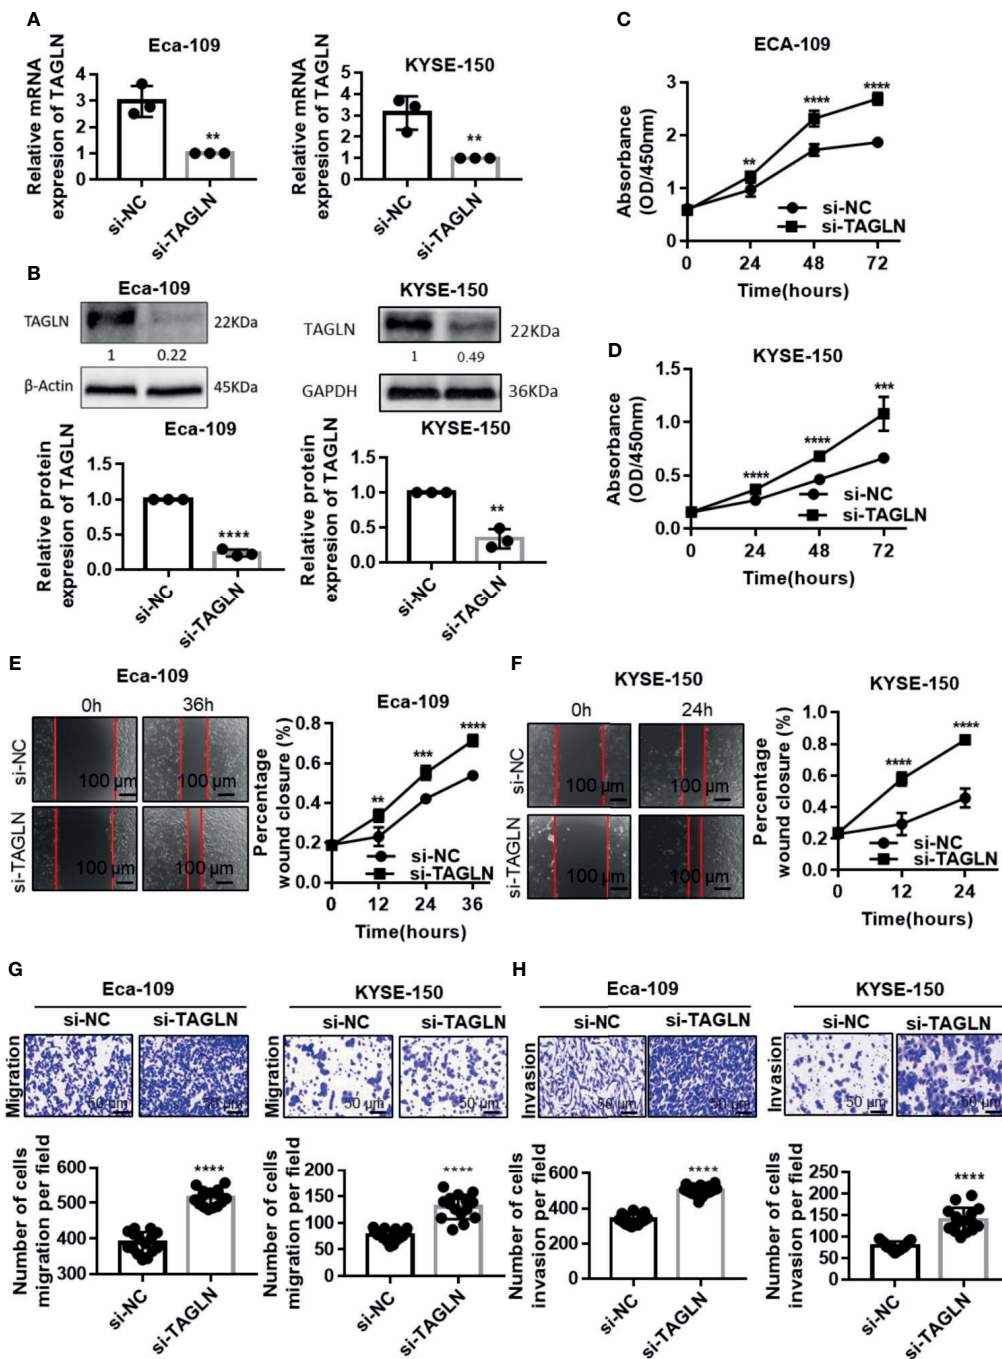 A
Eca-109
Relative mRNA
expresion of TAGLN
5
4
3
2
1
0
**
si-NC
si-TAGLN
KYSE-150
Relative mRNA
expresion of TAGLN
5
4
3
2
1
0
**
si-NC
si-TAGLN
C
ECA-109
Absorbance
(OD/450nm)
3
2
1
0
**
****
****
si-NC
si-TAGLN
0 24 48 72
Time(hours)
B
Eca-109
TAGLN
22KDa
1 0.22
β-Actin
45KDa
KYSE-150
TAGLN
22KDa
1 0.49
GAPDH
36KDa
Eca-109
Relative protein
expresion of TAGLN
1.5
1.0
0.5
0.0
****
si-NC
si-TAGLN
KYSE-150
Relative protein
expresion of TAGLN
1.5
1.0
0.5
0.0
**
si-NC
si-TAGLN
D
KYSE-150
Absorbance
(OD/450nm)
1.5
1.0
0.5
0.0
****
****
***
si-NC
si-TAGLN
0 24 48 72
Time(hours)
E
Eca-109
0h 36h
si-NC
100 μm 100 μm
si-TAGLN
100 μm 100 μm
Eca-109
Percentage
wound closure (%)
0.8
0.6
0.4
0.2
0.0
**
***
****
si-NC
si-TAGLN
0 12 24 36
Time(hours)
F
KYSE-150
0h 24h
si-NC
100 μm 100 μm
si-TAGLN
100 μm 100 μm
KYSE-150
Percentage
wound closure (%)
1.0
0.8
0.6
0.4
0.2
0.0
****
****
si-NC
si-TAGLN
0 12 24
Time(hours)
G
Eca-109
si-NC si-TAGLN
Migration
50 μm 50 μm
KYSE-150
si-NC si-TAGLN
Migration
50 μm 50 μm
Number of cells
migration per field
600
500
400
300
****
si-NC
si-TAGLN
Number of cells
migration per field
200
150
100
50
0
****
si-NC
si-TAGLN
H
Eca-109
si-NC si-TAGLN
Invasion
50 μm 50 μm
KYSE-150
si-NC si-TAGLN
Invasion
50 μm 50 μm
Number of cells
invasion per field
600
400
200
0
****
si-NC
si-TAGLN
Number of cells
invasion per field
250
200
150
100
50
0
****
si-NC
si-TAGLN